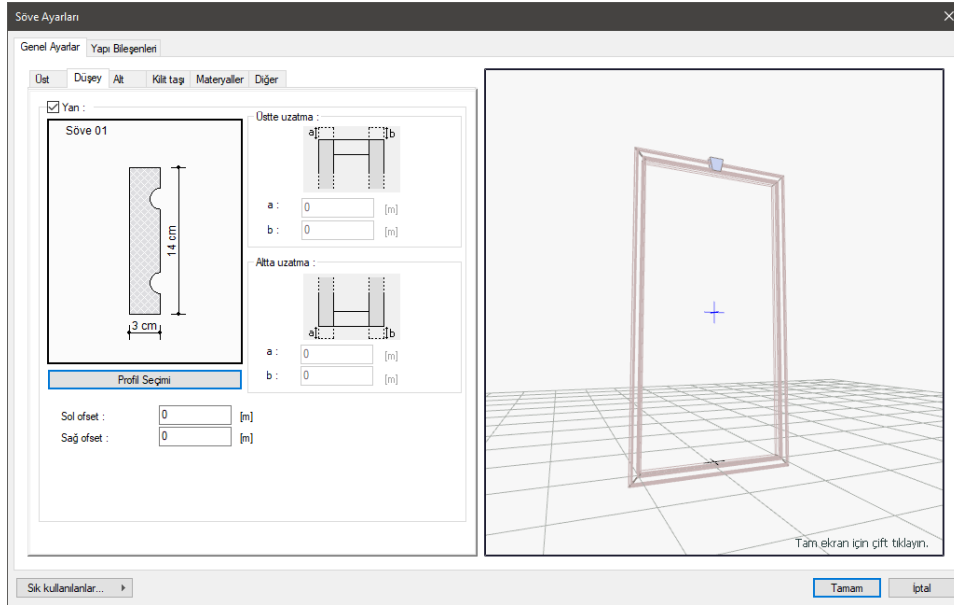 Söve Ayarları
Genel Ayarlar Yapı Bileşenleri
Üst Düşey Alt Kilit taşı Materyaller Diğer
Yan :
Söve 01
14 cm
3 cm
Profil Seçimi
Sol ofset : 0 [m]
Sağ ofset : 0 [m]
Üstte uzatma :
a b
a : 0 [m]
b : 0 [m]
Altta uzatma :
a b
a : 0 [m]
b : 0 [m]
Tam ekran için çift tıklayın.
Sık kullanılanlar... Tamam İptal